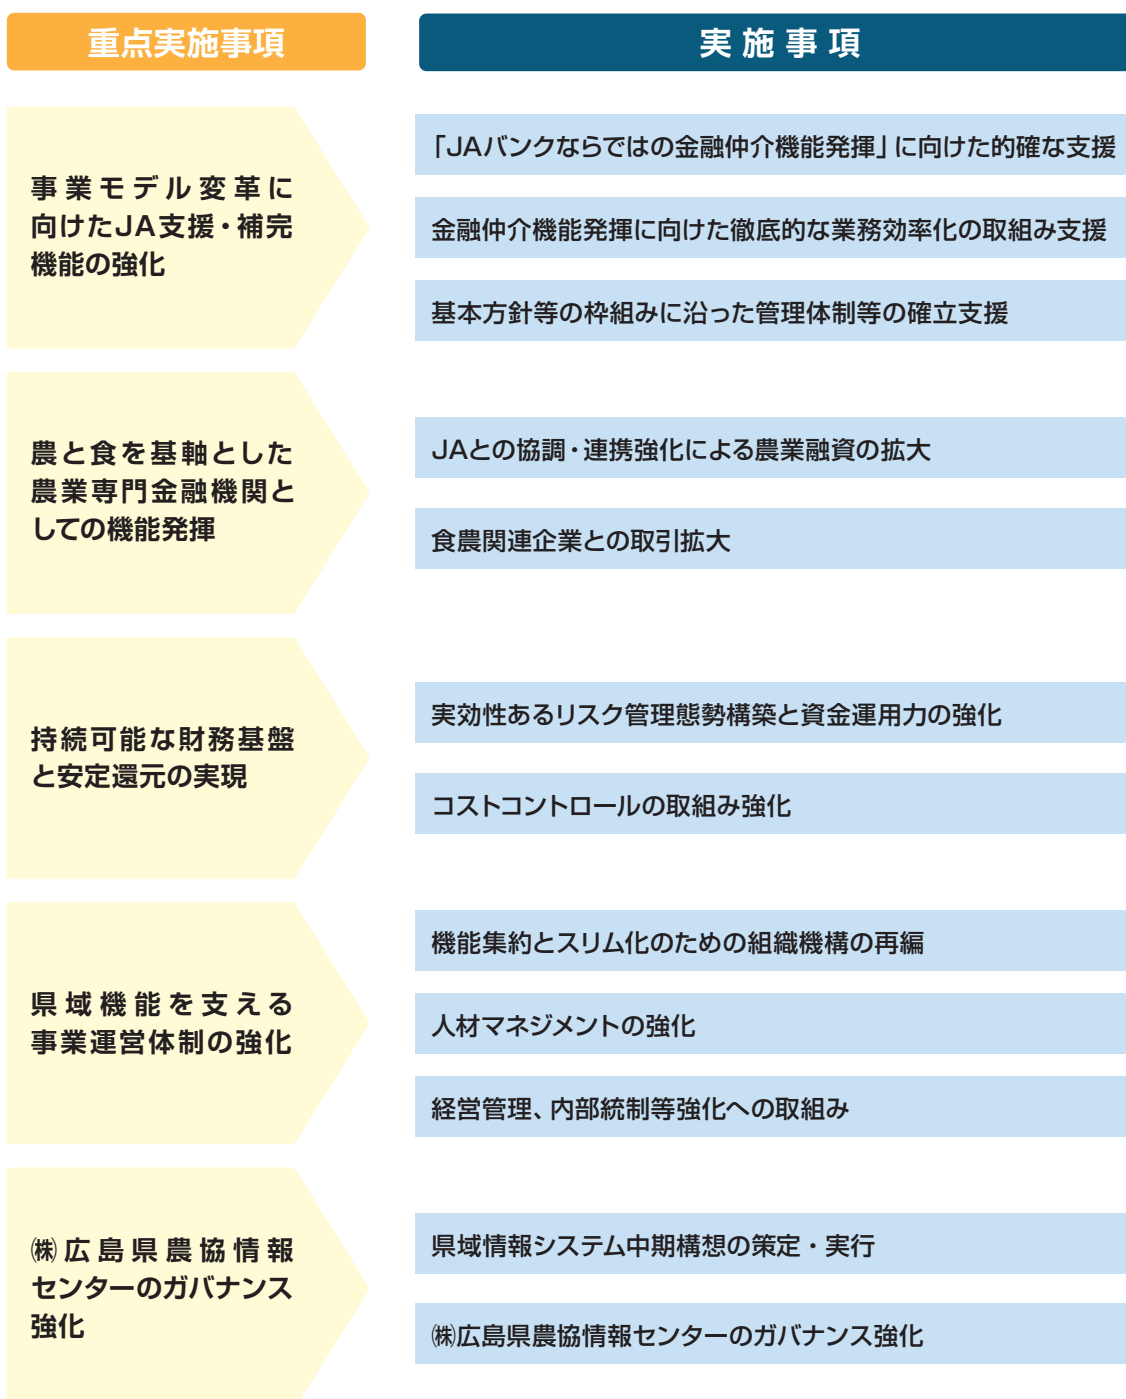 重点実施事項
実施事項
事業モデル変革に
向けたJA支援・補完
機能の強化
「JAバンクならではの金融仲介機能発揮」に向けた的確な支援
金融仲介機能発揮に向けた徹底的な業務効率化の取組み支援
基本方針等の枠組みに沿った管理体制等の確立支援
農と食を基軸とした
農業専門金融機関と
しての機能発揮
JAとの協調・連携強化による農業融資の拡大
食農関連企業との取引拡大
持続可能な財務基盤
と安定還元の実現
実効性あるリスク管理態勢構築と資金運用力の強化
コストコントロールの取組み強化
県域機能を支える
事業運営体制の強化
機能集約とスリム化のための組織機構の再編
人材マネジメントの強化
経営管理、内部統制等強化への取組み
㈱広島県農協情報
センターのガバナンス
強化
県域情報システム中期構想の策定・実行
㈱広島県農協情報センターのガバナンス強化